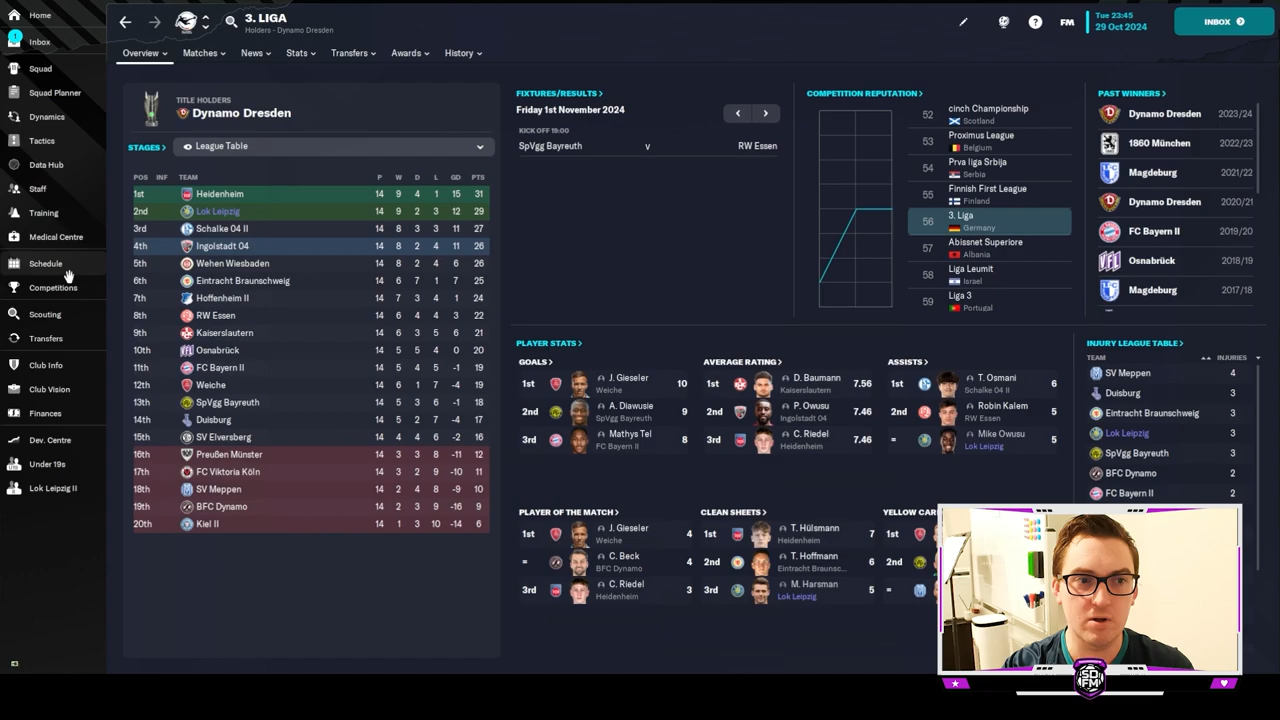 Home
Inbox
1
Squad
Squad Planner
Dynamics
Tactics
Data Hub
Staff
Training
Medical Centre
Schedule
Competitions
Scouting
Transfers
Club Info
Club Vision
Finances
Dev. Centre
Under 19s
Lok Leipzig II
3. LIGA
Holders - Dynamo Dresden
FM
Tue 23:45
29 Oct 2024
INBOX
Overview Matches News Stats Transfers Awards History
TITLE HOLDERS
Dynamo Dresden
STAGES > League Table
POS INF TEAM P W D L GD PTS
1st Heidenheim 14 9 4 1 15 31
2nd Lok Leipzig 14 9 2 3 12 29
3rd Schalke 04 II 14 8 3 3 11 27
4th Ingolstadt 04 14 8 2 4 11 26
5th Wehen Wiesbaden 14 8 2 4 6 26
6th Eintracht Braunschweig 14 8 1 5 7 25
7th Hoffenheim II 14 7 3 4 1 24
8th RW Essen 14 6 4 4 3 22
9th Kaiserslautern 14 6 3 5 6 21
10th Osnabrück 14 5 5 4 0 20
11th FC Bayern II 14 5 4 5 -1 19
12th Weiche 14 6 1 7 -4 19
13th SpVgg Bayreuth 14 5 3 6 -1 18
14th Duisburg 14 5 2 7 -4 17
15th SV Elversberg 14 4 4 6 -2 16
16th Preußen Münster 14 3 3 8 -11 12
17th FC Viktoria Köln 14 3 2 9 -10 11
18th SV Meppen 14 2 4 8 -9 10
19th BFC Dynamo 14 2 3 9 -16 9
20th Kiel II 14 1 3 10 -14 6
FIXTURES/RESULTS >
Friday 1st November 2024
KICK OFF 19:00
SpVgg Bayreuth v RW Essen
COMPETITION REPUTATION >
52 cinch Championship
Scotland
53 Proximus League
Belgium
54 Prva liga Srbija
Serbia
55 Finnish First League
Finland
56 3. Liga
Germany
57 Abissnet Superiore
Albania
58 Liga Leumit
Israel
59 Liga 3
Portugal
PAST WINNERS >
Dynamo Dresden 2023/24
1860 München 2022/23
Magdeburg 2021/22
Dynamo Dresden 2020/21
FC Bayern II 2019/20
Osnabrück 2018/19
Magdeburg 2017/18
PLAYER STATS >
GOALS >
1st J. Gieseler 10
Weiche
2nd A. Diawusie 9
SpVgg Bayreuth
3rd Mathys Tel 8
FC Bayern II
AVERAGE RATING >
1st D. Baumann 7.56
Kaiserslautern
2nd P. Owusu 7.46
Ingolstadt 04
3rd C. Riedel 7.46
Heidenheim
ASSISTS >
1st T. Osmani 6
Schalke 04 II
2nd Robin Kalem 5
RW Essen
= Mike Owusu 5
Lok Leipzig
PLAYER OF THE MATCH >
1st J. Gieseler 4
Weiche
= C. Beck 4
BFC Dynamo
3rd C. Riedel 3
Heidenheim
CLEAN SHEETS >
1st T. Hülsmann 7
Heidenheim
2nd T. Hoffmann 6
Eintracht Braunsc...
3rd M. Harsman 5
Lok Leipzig
YELLOW CAR
1st
2nd
=
INJURY LEAGUE TABLE >
TEAM INJURIES
SV Meppen 4
Duisburg 3
Eintracht Braunschweig 3
Lok Leipzig 3
SpVgg Bayreuth 3
BFC Dynamo 2
FC Bayern II 2
SD
FM